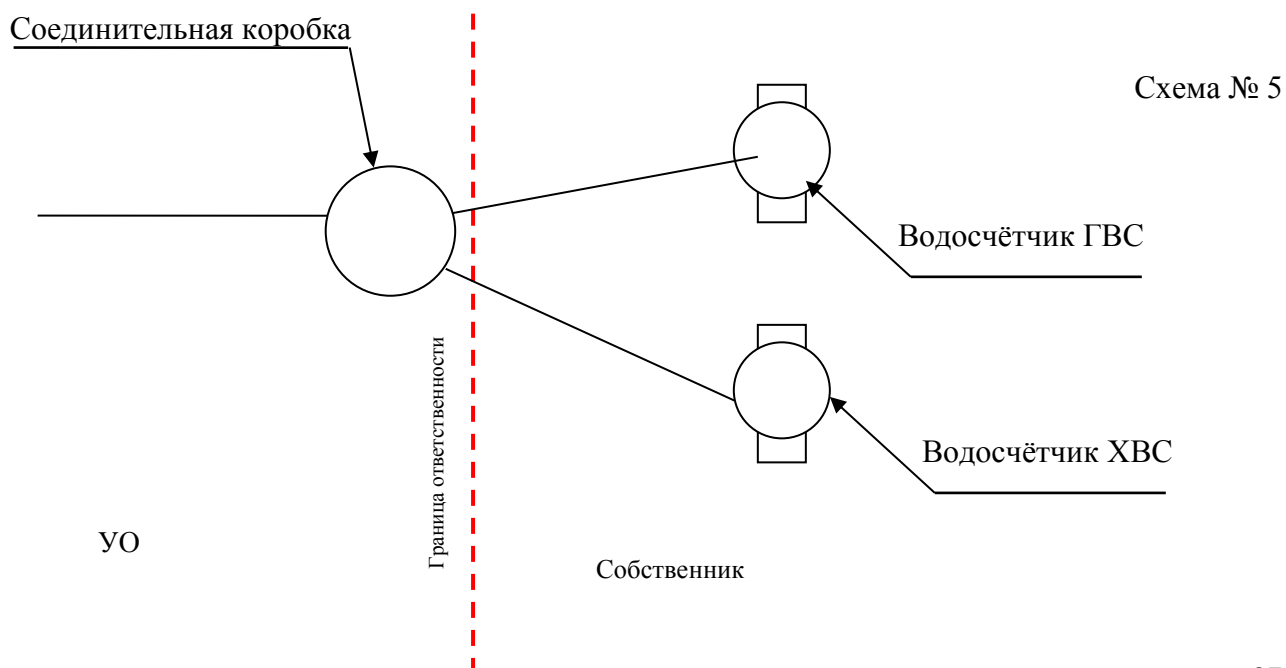 Соединительная коробка
Схема № 5
Водосчётчик ГВС
Водосчётчик ХВС
Граница ответственности
УО
Собственник